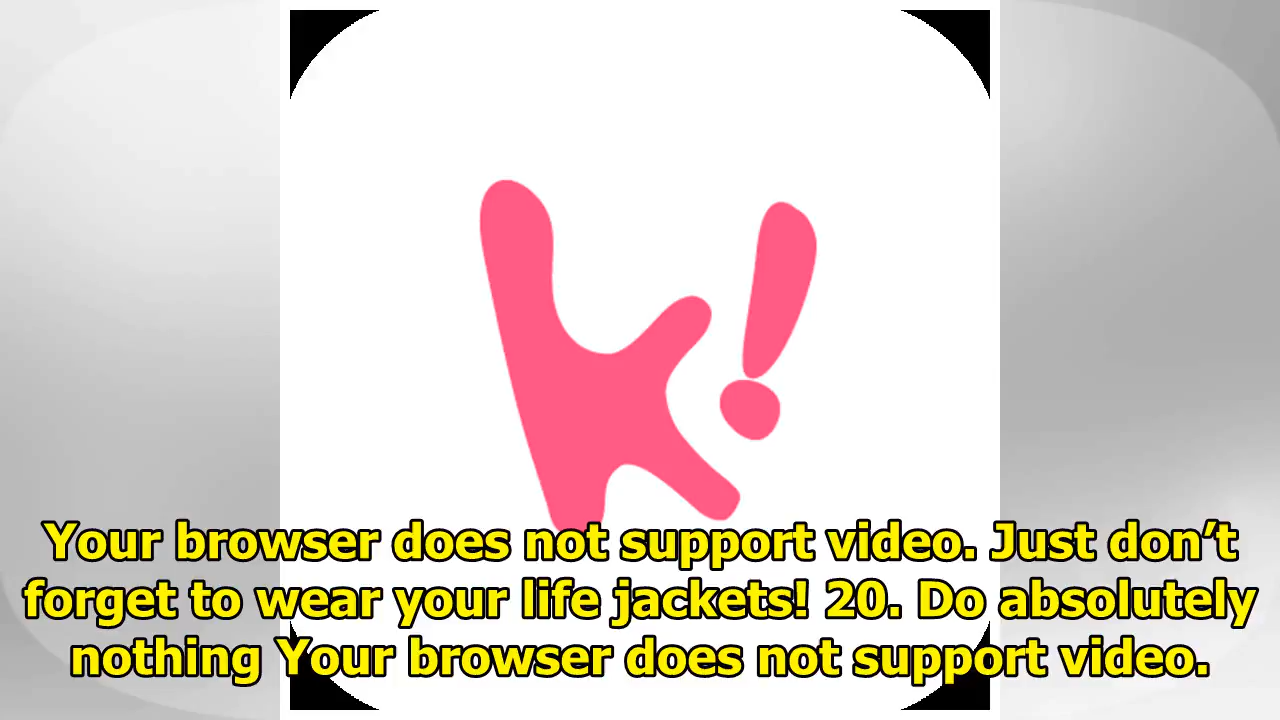 k!
Your browser does not support video. Just don’t
forget to wear your life jackets! 20. Do absolutely
nothing Your browser does not support video.